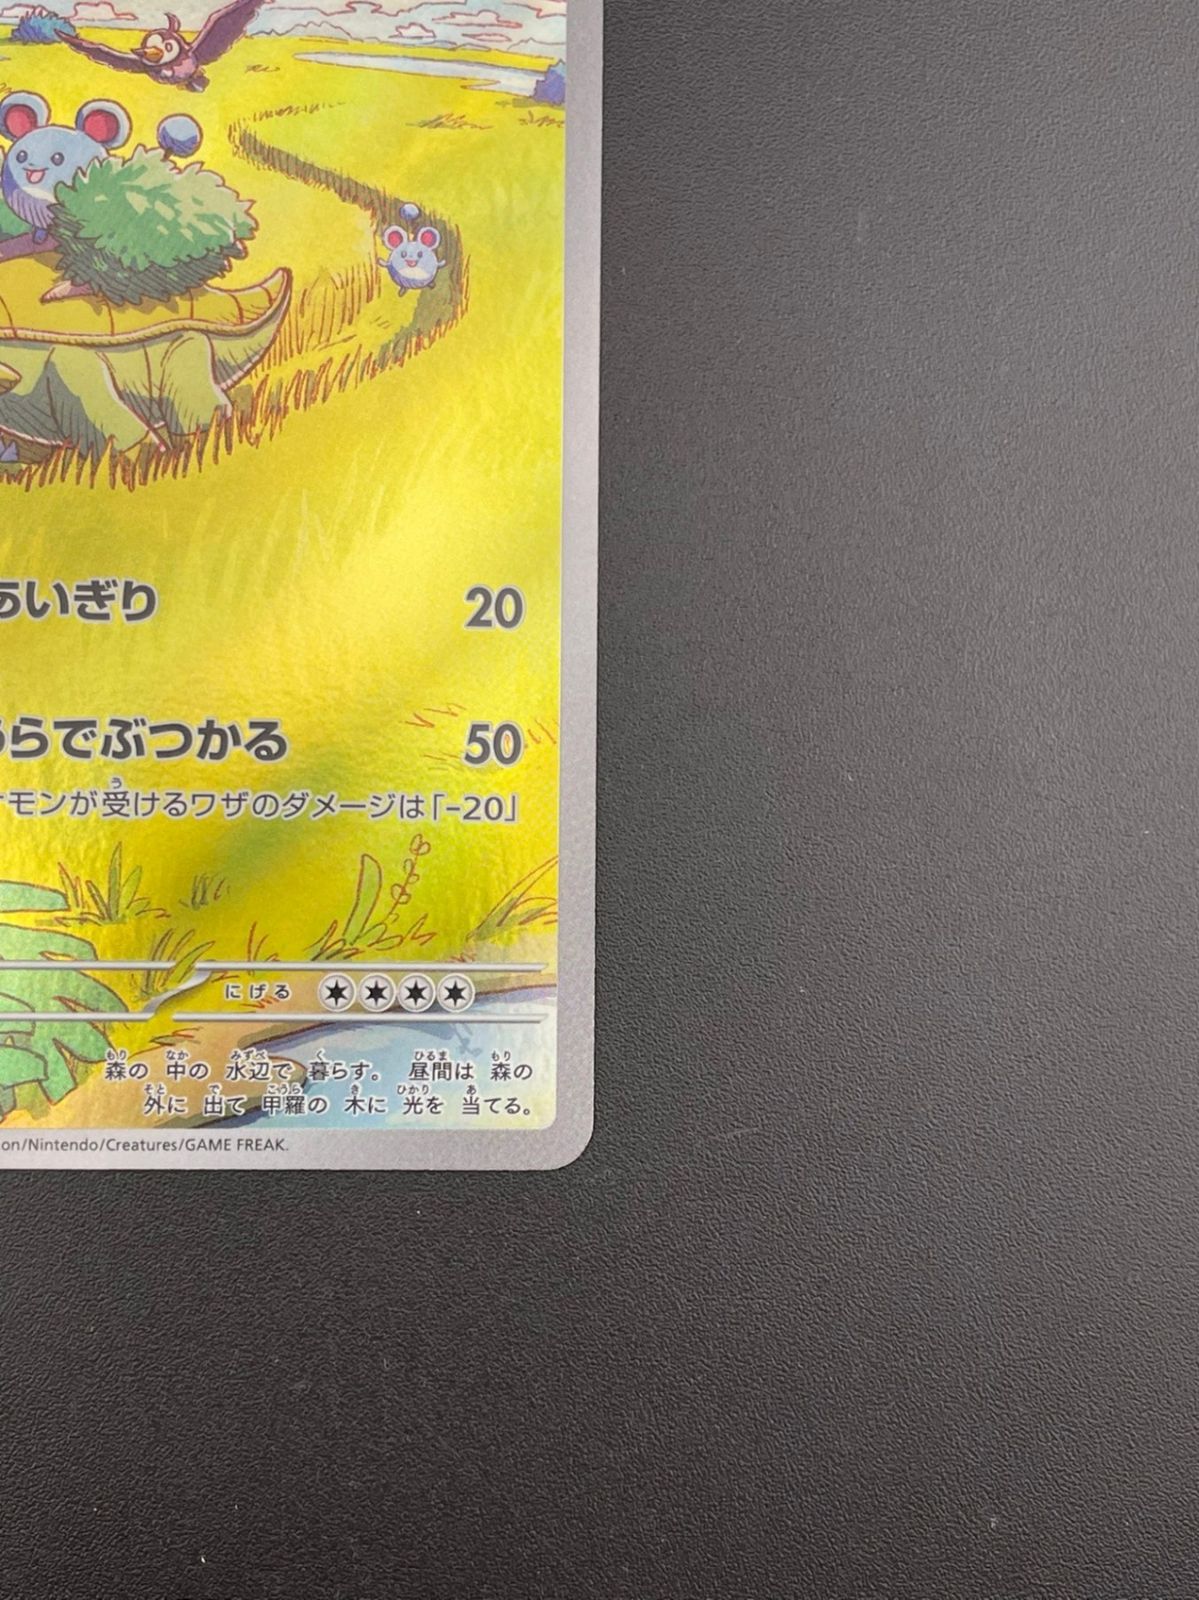 あいぎり 20
らでぶつかる 50
モンが受けるワザのダメージは「-20」
にげる
森の 中の 水辺で 暮らす。 昼間は 森の
外に 出て 甲羅の 木に 光を 当てる。
on/Nintendo/Creatures/GAME FREAK.